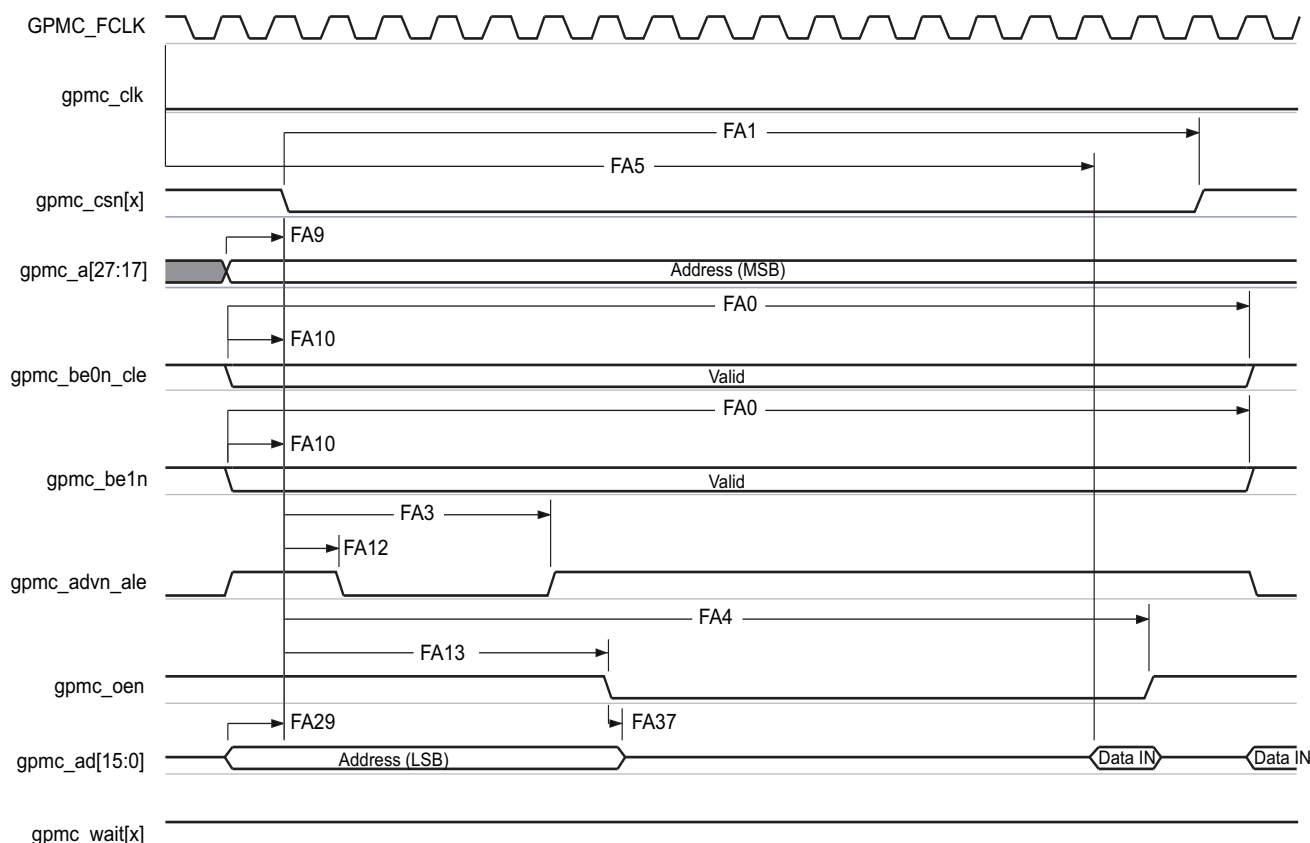 GPMC_FCLK
gpmc_clk
FA1
FA5
gpmc_csn[x]
FA9
gpmc_a[27:17]
Address (MSB)
FA0
FA10
gpmc_be0n_cle
Valid
FA0
FA10
gpmc_be1n
Valid
FA3
FA12
gpmc_advn_ale
FA4
FA13
gpmc_oen
FA29
FA37
gpmc_ad[15:0]
Address (LSB)
Data IN
Data IN
gpmc_wait[x]